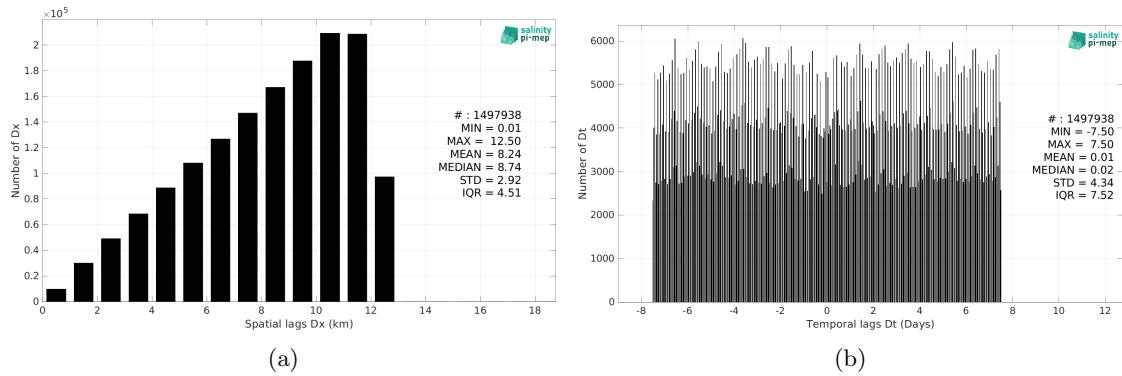 ×10⁵
2
1.8
1.6
1.4
1.2
1
0.8
0.6
0.4
0.2
0
Number of Dx
0 2 4 6 8 10 12 14 16 18
Spatial lags Dx (km)
salinity
pi-mep
# : 1497938
MIN = 0.01
MAX = 12.50
MEAN = 8.24
MEDIAN = 8.74
STD = 2.92
IQR = 4.51
(a)
6000
5000
4000
3000
2000
1000
0
Number of Dt
-8 -6 -4 -2 0 2 4 6 8 10 12
Temporal lags Dt (Days)
salinity
pi-mep
# : 1497938
MIN = -7.50
MAX = 7.50
MEAN = 0.01
MEDIAN = 0.02
STD = 4.34
IQR = 7.52
(b)